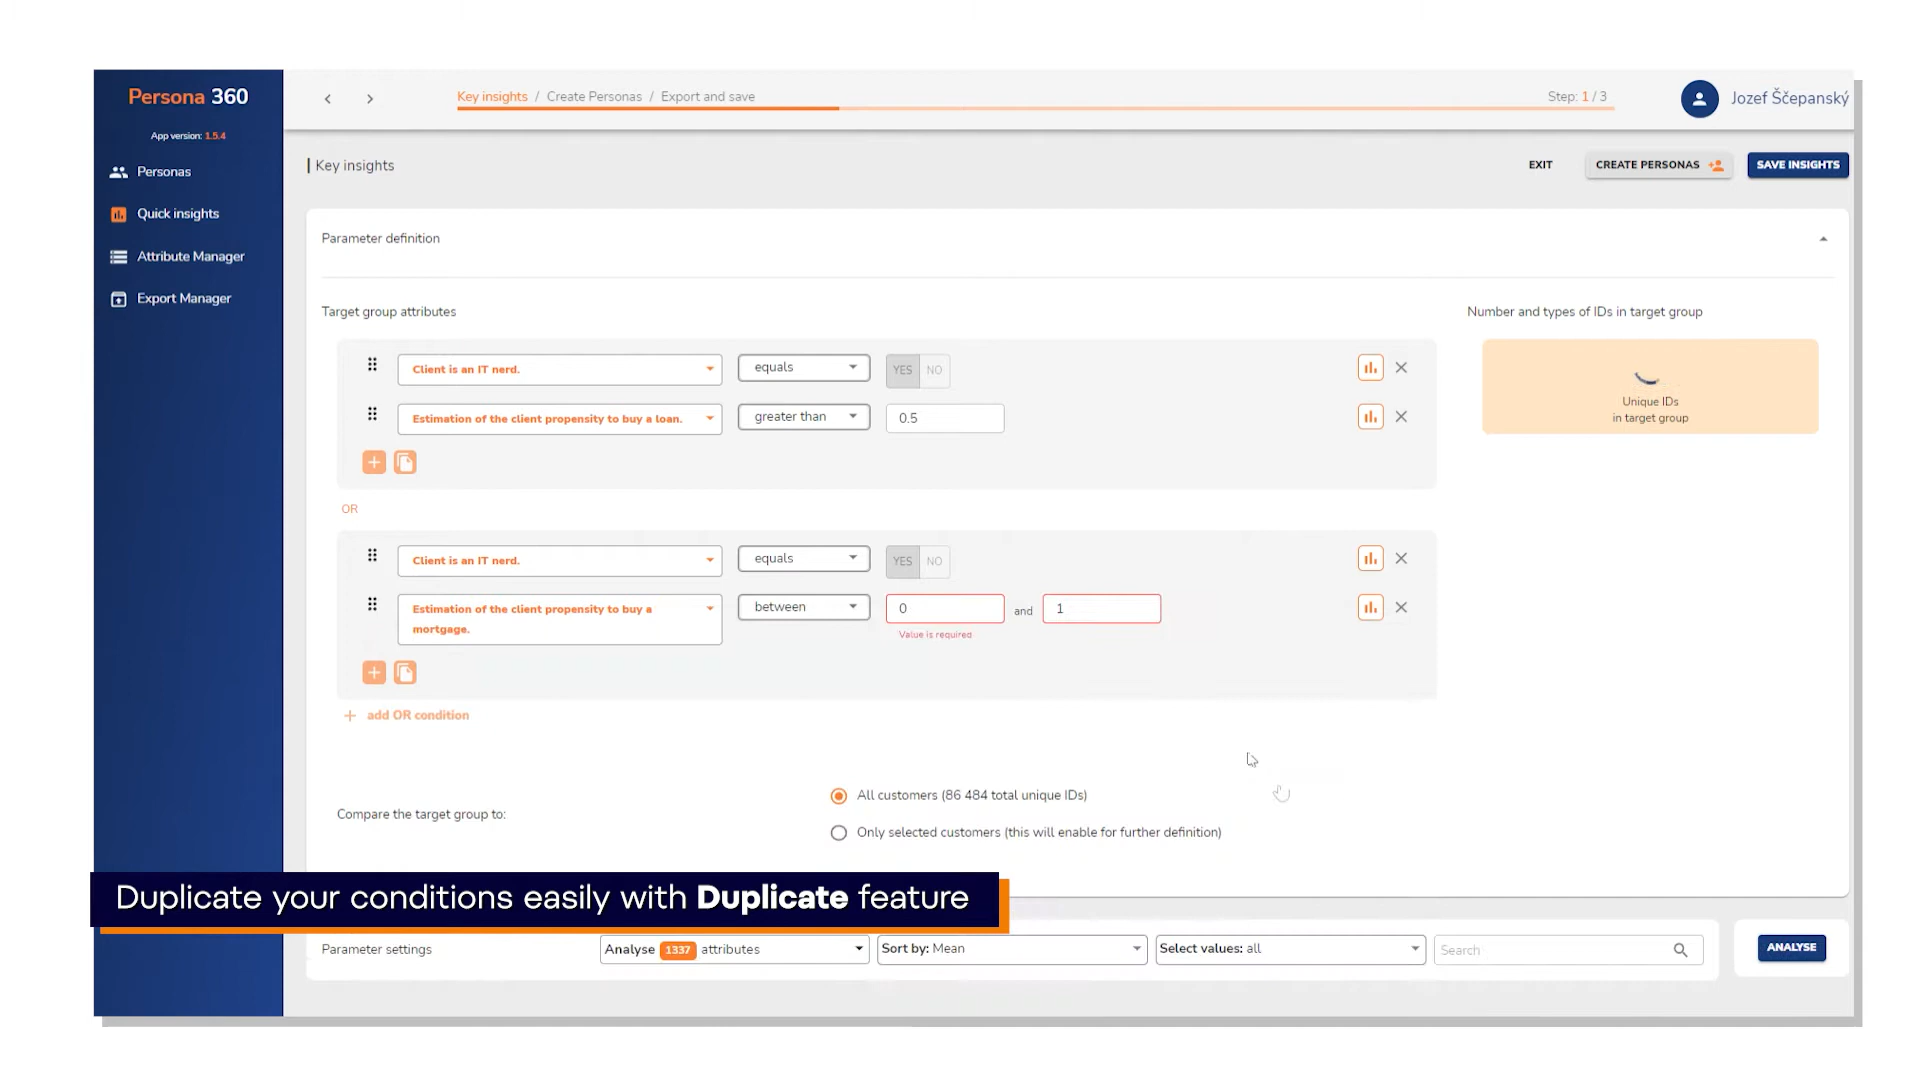 Persona 360
App version: 1.5.4
Personas
Quick insights
Attribute Manager
Export Manager
Key insights / Create Personas / Export and save
Step: 1 / 3
Jozef Ščepanský
Key insights
EXIT
CREATE PERSONAS
SAVE INSIGHTS
Parameter definition
Target group attributes
Number and types of IDs in target group
Client is an IT nerd.
equals
YES NO
Estimation of the client propensity to buy a loan.
greater than
0.5
Unique IDs
in target group
OR
Client is an IT nerd.
equals
YES NO
Estimation of the client propensity to buy a
mortgage.
between
0
and
1
Value is required
add OR condition
Compare the target group to:
All customers (86 484 total unique IDs)
Only selected customers (this will enable for further definition)
Duplicate your conditions easily with Duplicate feature
Parameter settings
Analyse 1337 attributes
Sort by: Mean
Select values: all
Search
ANALYSE